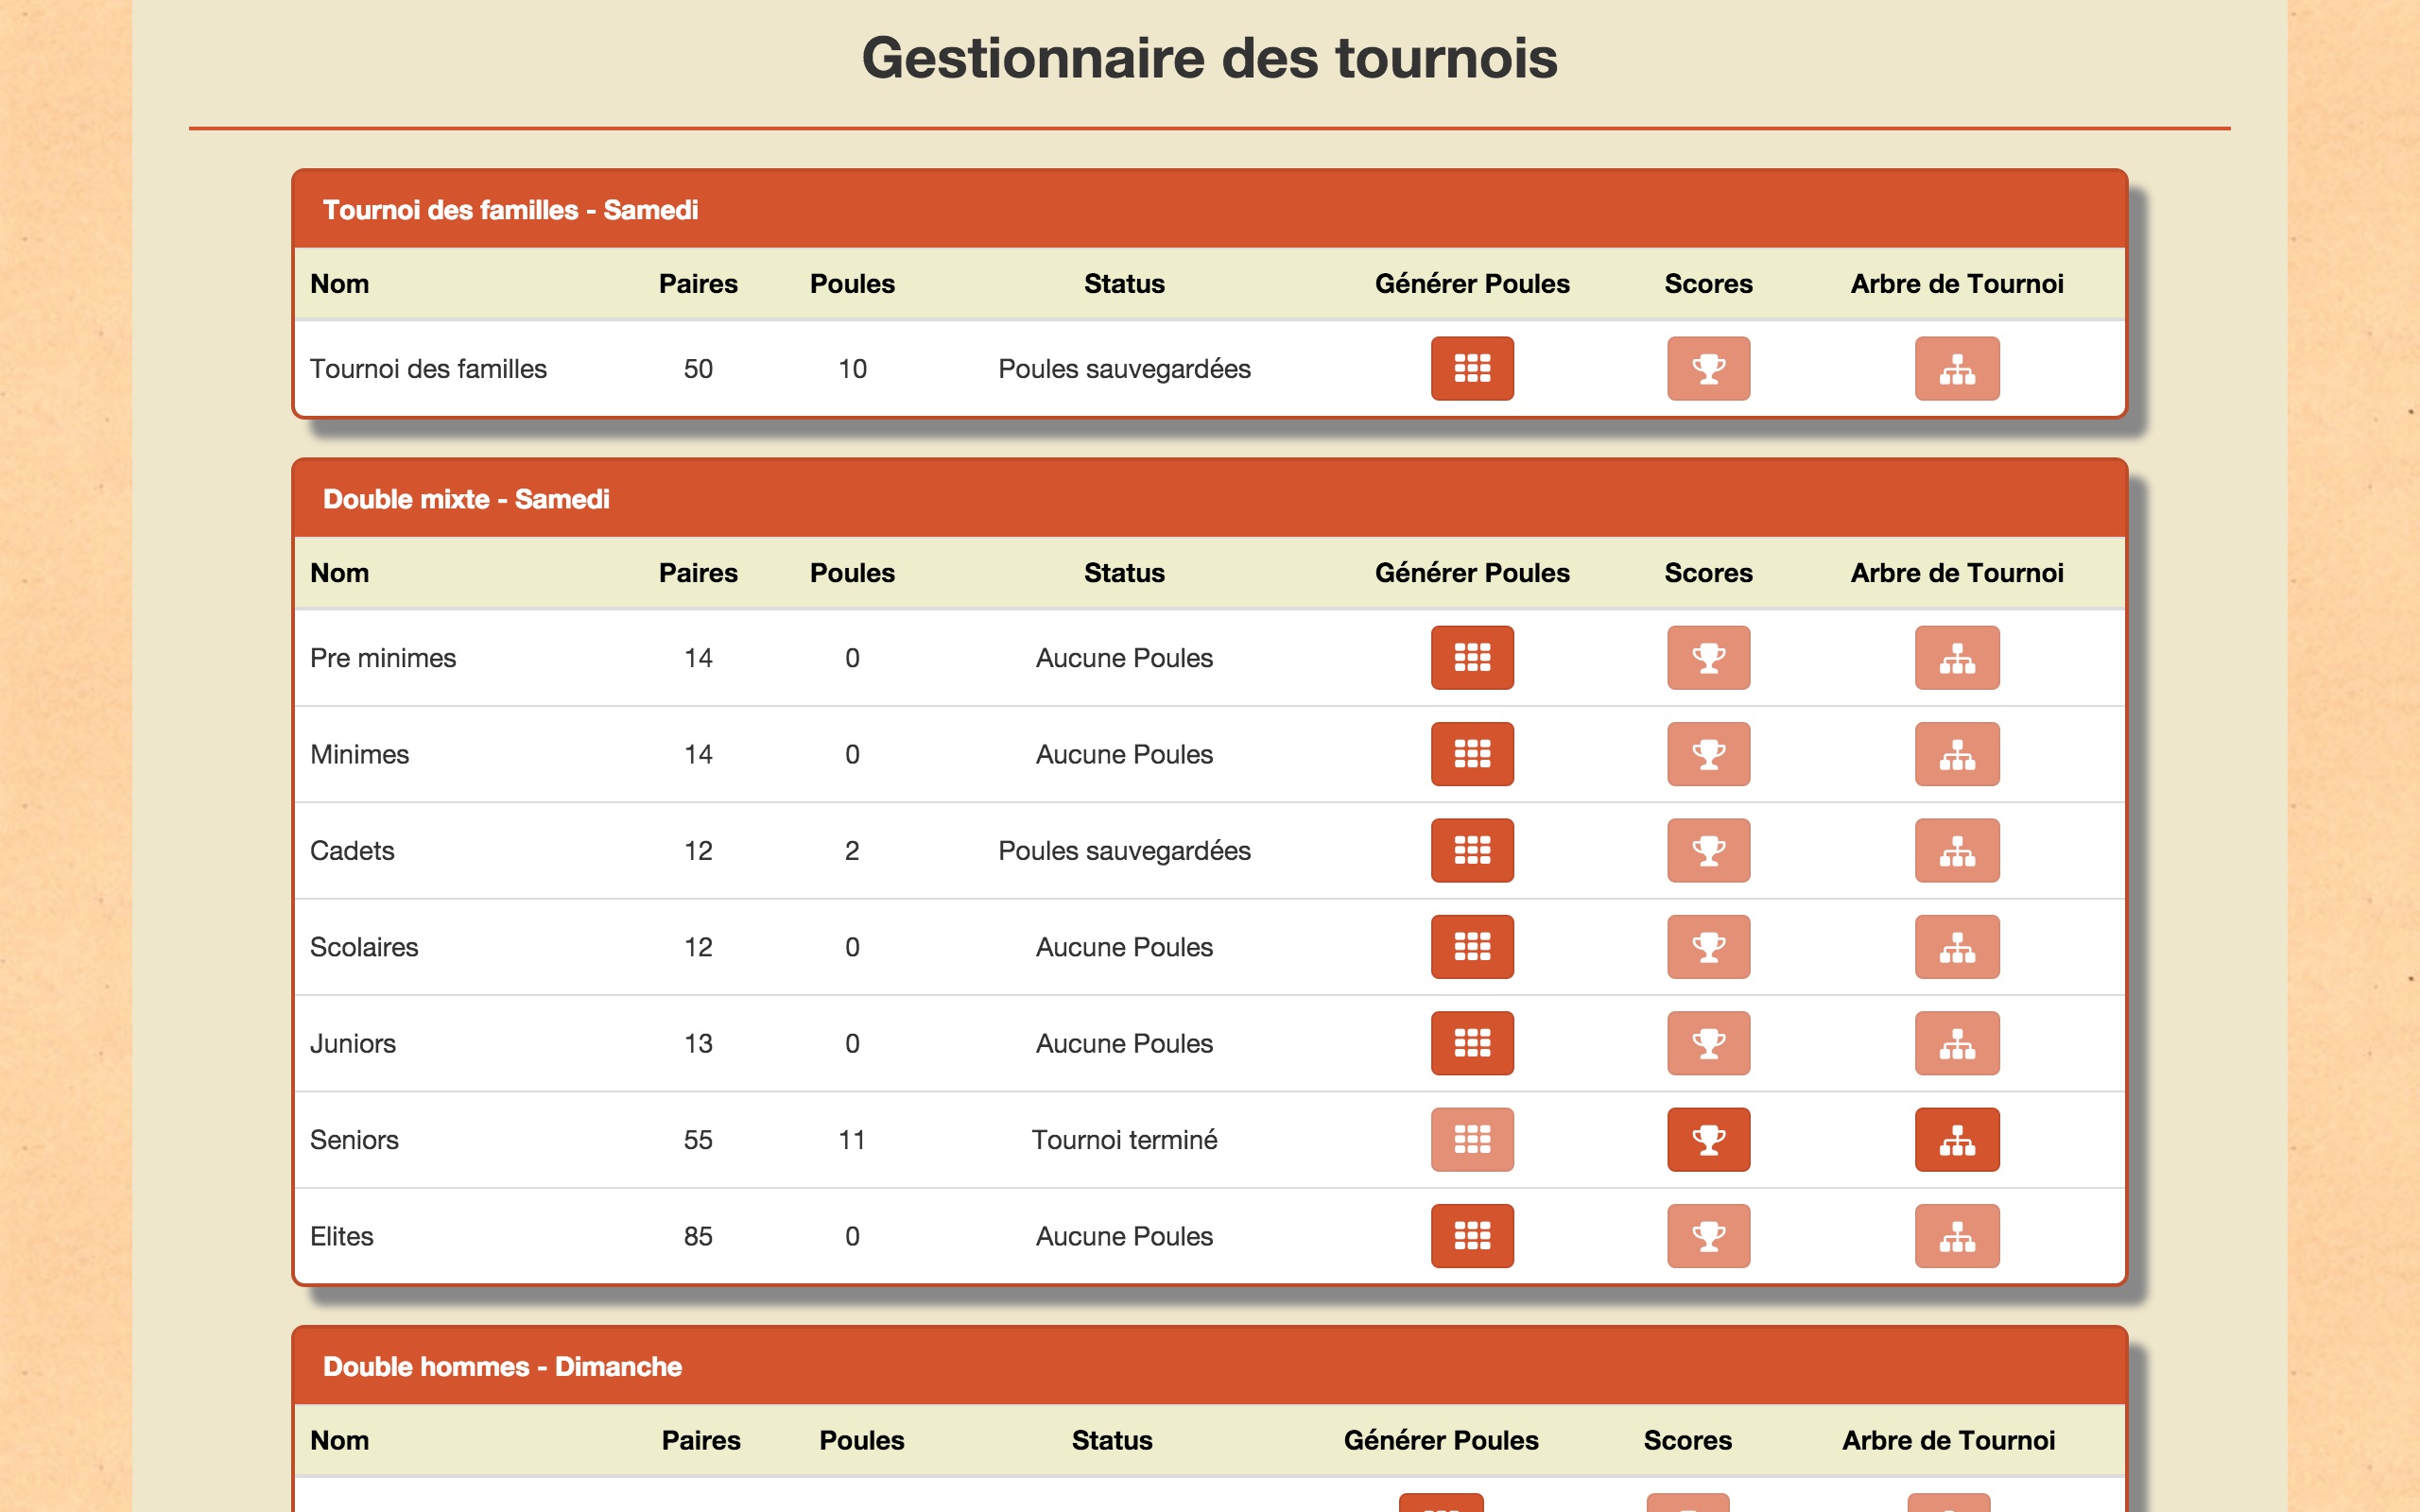 Gestionnaire des tournois
Tournoi des familles - Samedi
Nom Paires Poules Status Générer Poules Scores Arbre de Tournoi
Tournoi des familles 50 10 Poules sauvegardées
Double mixte - Samedi
Nom Paires Poules Status Générer Poules Scores Arbre de Tournoi
Pre minimes 14 0 Aucune Poules
Minimes 14 0 Aucune Poules
Cadets 12 2 Poules sauvegardées
Scolaires 12 0 Aucune Poules
Juniors 13 0 Aucune Poules
Seniors 55 11 Tournoi terminé
Elites 85 0 Aucune Poules
Double hommes - Dimanche
Nom Paires Poules Status Générer Poules Scores Arbre de Tournoi